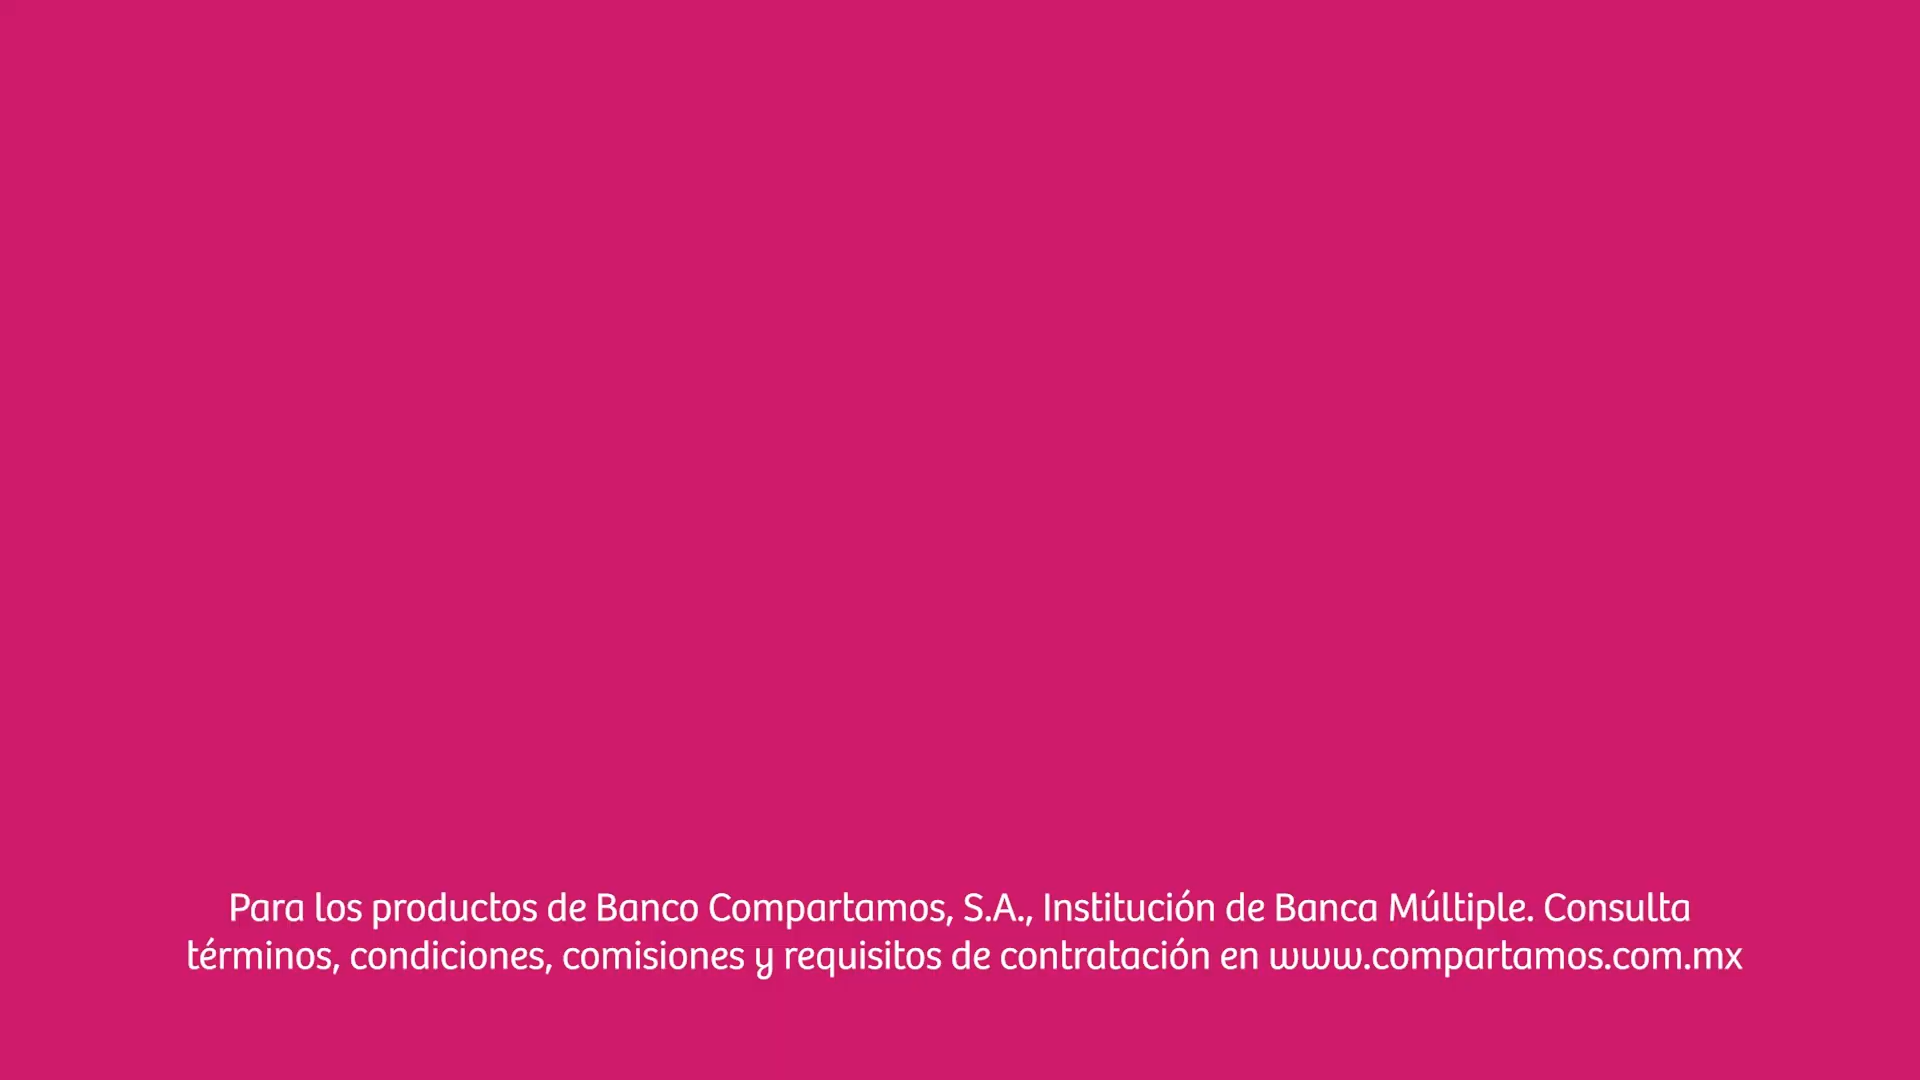 Para los productos de Banco Compartamos, S.A., Institución de Banca Múltiple. Consulta
términos, condiciones, comisiones y requisitos de contratación en www.compartamos.com.mx